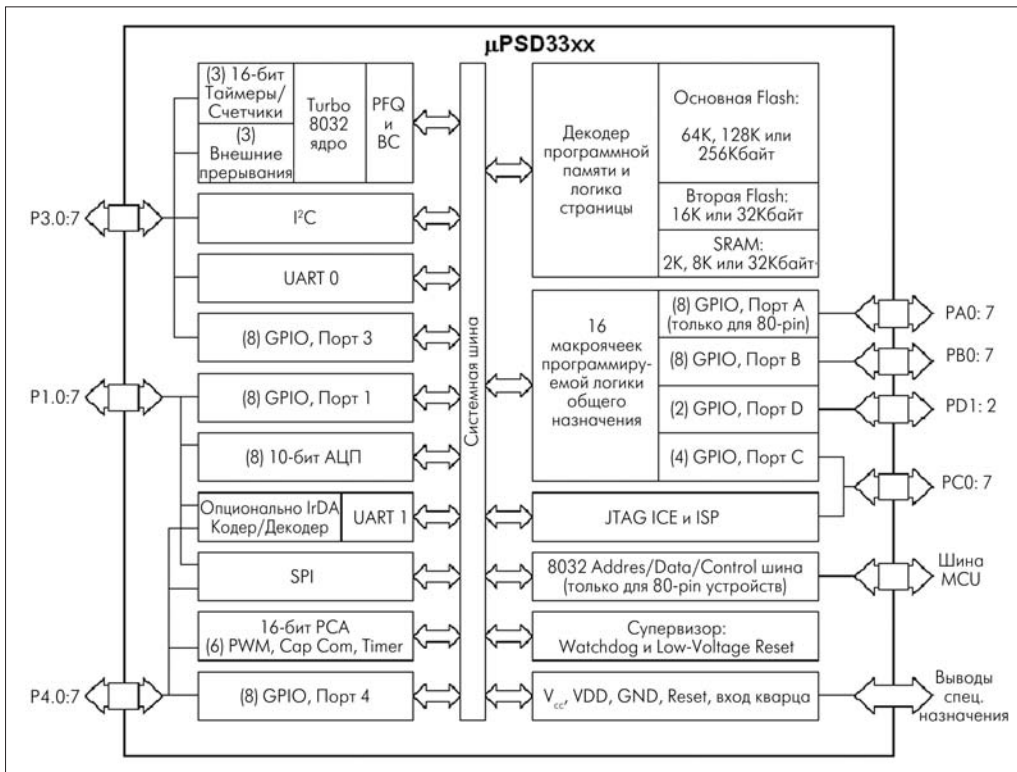 µPSD33xx
(3) 16-бит
Таймеры/
Счетчики
(3)
Внешние
прерывания
Turbo
8032
ядро
PFQ
и
BC
I²C
UART 0
(8) GPIO, Порт 3
(8) GPIO, Порт 1
(8) 10-бит АЦП
Опционально IrDA
Кодер/Декодер
UART 1
SPI
16-бит PCA
(6) PWM, Cap Com, Timer
(8) GPIO, Порт 4
P3.0:7
P1.0:7
P4.0:7
Системная шина
Декодер
программной
памяти и
логика
страницы
Основная Flash:
64K, 128K или
256Кбайт
Вторая Flash:
16K или 32Кбайт
SRAM:
2K, 8K или 32Кбайт
16
макроячеек
программиру-
емой логики
общего
назначения
(8) GPIO, Порт A
(только для 80-pin)
(8) GPIO, Порт B
(2) GPIO, Порт D
(4) GPIO, Порт C
JTAG ICE и ISP
8032 Addres/Data/Control шина
(только для 80-pin устройств)
Супервизор:
Watchdog и Low-Voltage Reset
Vcc, VDD, GND, Reset, вход кварца
PA0: 7
PB0: 7
PD1: 2
PC0: 7
Шина
MCU
Выводы
спец.
назначения